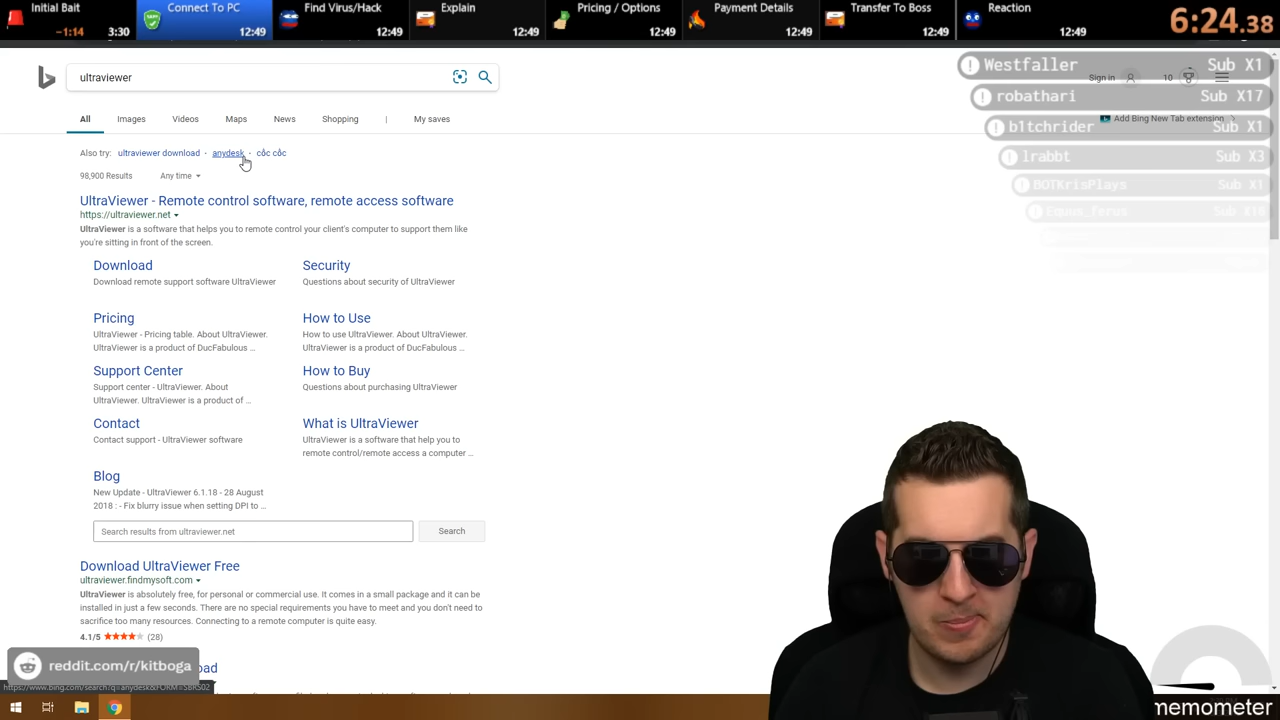 Initial Bait
-1:14 3:30
Connect To PC
12:49
Find Virus/Hack
12:49
Explain
12:49
Pricing / Options
12:49
Payment Details
12:49
Transfer To Boss
12:49
Reaction
12:49
6:24.38
ultraviewer
Sign in
10
All Images Videos Maps News Shopping | My saves
Add Bing New Tab extension
Westfaller Sub X1
robathari Sub X17
b1tchrider Sub X1
lrabbt Sub X3
BOTKrisPlays Sub X1
Equus_ferus
Also try: ultraviewer download · anydesk · cốc cốc
98,900 Results Any time
UltraViewer - Remote control software, remote access software
https://ultraviewer.net
UltraViewer is a software that helps you to remote control your client's computer to support them like
you're sitting in front of the screen.
Download
Download remote support software UltraViewer
Security
Questions about security of UltraViewer
Pricing
UltraViewer - Pricing table. About UltraViewer.
UltraViewer is a product of DucFabulous ...
How to Use
How to use UltraViewer. About UltraViewer.
UltraViewer is a product of DucFabulous ...
Support Center
Support center - UltraViewer. About
UltraViewer. UltraViewer is a product of ...
How to Buy
Questions about purchasing UltraViewer
Contact
Contact support - UltraViewer software
What is UltraViewer
UltraViewer is a software that help you to
remote control/remote access a computer ...
Blog
New Update - UltraViewer 6.1.18 - 28 August
2018 : - Fix blurry issue when setting DPI to ...
Search results from ultraviewer.net
Search
Download UltraViewer Free
ultraviewer.findmysoft.com
UltraViewer is absolutely free, for personal or commercial use. It comes in a small package and it can be
installed in just a few seconds. There are no special requirements you have to meet and you don't need to
sacrifice too many resources. Connecting to a remote computer is quite easy.
4.1/5 (28)
reddit.com/r/kitboga
https://www.bing.com/search?q=anydesk&FORM=SBRS02
memometer